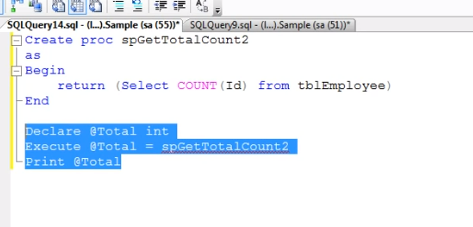 SQLQuery14.sql - (l...).Sample (sa (55))* SQLQuery9.sql - (l...).Sample (sa (51))*
Create proc spGetTotalCount2
as
Begin
return (Select COUNT(Id) from tblEmployee)
End
Declare @Total int
Execute @Total = spGetTotalCount2
Print @Total